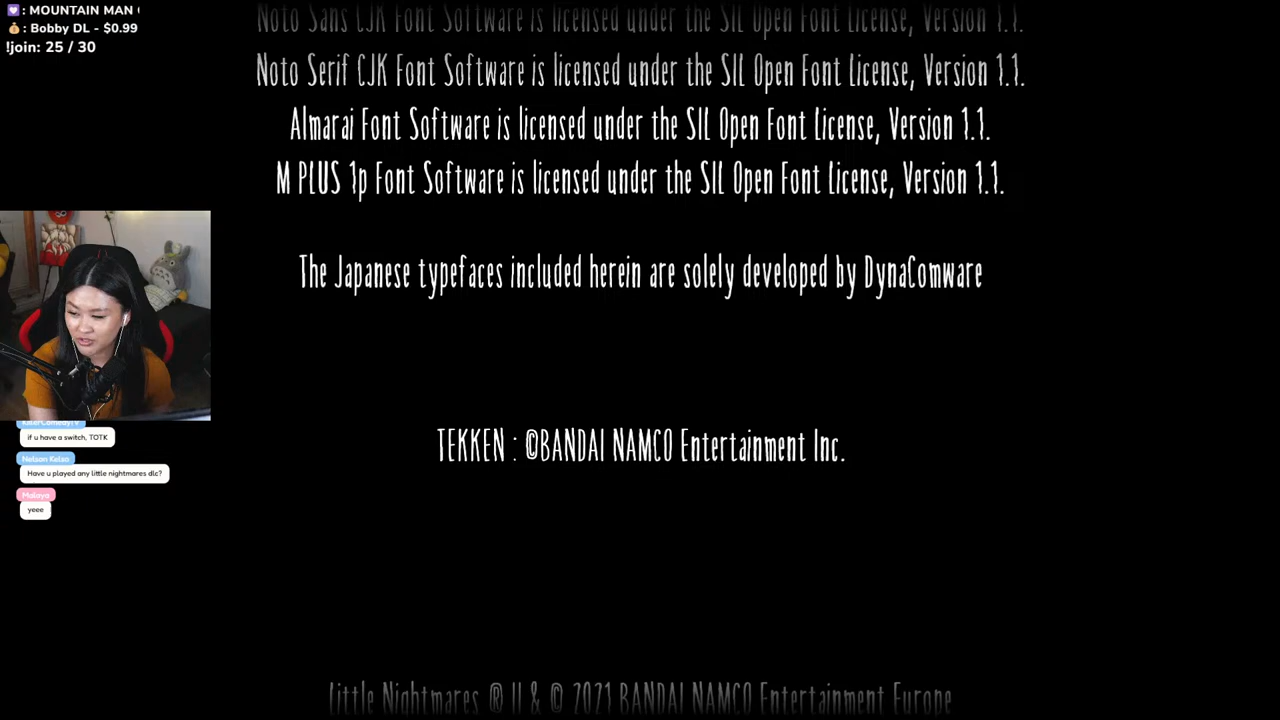 : MOUNTAIN MAN
: Bobby DL - $0.99
!join: 25 / 30
Noto Sans CJK Font Software is licensed under the SIL Open Font License, Version 1.1.
Noto Serif CJK Font Software is licensed under the SIL Open Font License, Version 1.1.
Almarai Font Software is licensed under the SIL Open Font License, Version 1.1.
M PLUS 1p Font Software is licensed under the SIL Open Font License, Version 1.1.
The Japanese typefaces included herein are solely developed by DynaComware
TEKKEN : ©BANDAI NAMCO Entertainment Inc.
Little Nightmares ® II & © 2021 BANDAI NAMCO Entertainment Europe
KillerComedyTV
if u have a switch, TOTK
Nelson Kelso
Have u played any little nightmares dlc?
Malaya
yeee